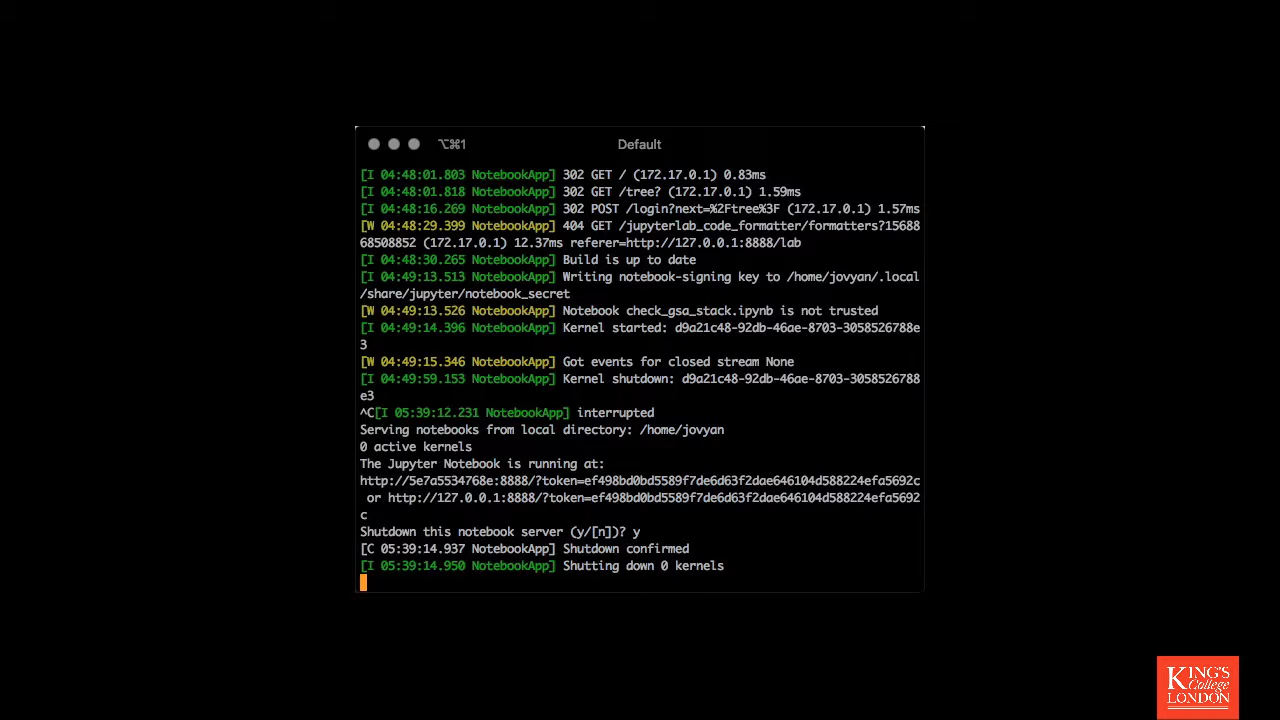 ⌥⌘1
Default
[I 04:48:01.803 NotebookApp] 302 GET / (172.17.0.1) 0.83ms
[I 04:48:01.818 NotebookApp] 302 GET /tree? (172.17.0.1) 1.59ms
[I 04:48:16.269 NotebookApp] 302 POST /login?next=%2Ftree%3F (172.17.0.1) 1.57ms
[W 04:48:29.399 NotebookApp] 404 GET /jupyterlab_code_formatter/formatters?15688
68508852 (172.17.0.1) 12.37ms referer=http://127.0.0.1:8888/lab
[I 04:48:30.265 NotebookApp] Build is up to date
[I 04:49:13.513 NotebookApp] Writing notebook-signing key to /home/jovyan/.local
/share/jupyter/notebook_secret
[W 04:49:13.526 NotebookApp] Notebook check_gsa_stack.ipynb is not trusted
[I 04:49:14.396 NotebookApp] Kernel started: d9a21c48-92db-46ae-8703-3058526788e
3
[W 04:49:15.346 NotebookApp] Got events for closed stream None
[I 04:49:59.153 NotebookApp] Kernel shutdown: d9a21c48-92db-46ae-8703-3058526788
e3
^C[I 05:39:12.231 NotebookApp] interrupted
Serving notebooks from local directory: /home/jovyan
0 active kernels
The Jupyter Notebook is running at:
http://5e7a5534768e:8888/?token=ef498bd0bd5589f7de6d63f2dae646104d588224efa5692c
or http://127.0.0.1:8888/?token=ef498bd0bd5589f7de6d63f2dae646104d588224efa5692
c
Shutdown this notebook server (y/[n])? y
[C 05:39:14.937 NotebookApp] Shutdown confirmed
[I 05:39:14.950 NotebookApp] Shutting down 0 kernels
KING'S
College
LONDON